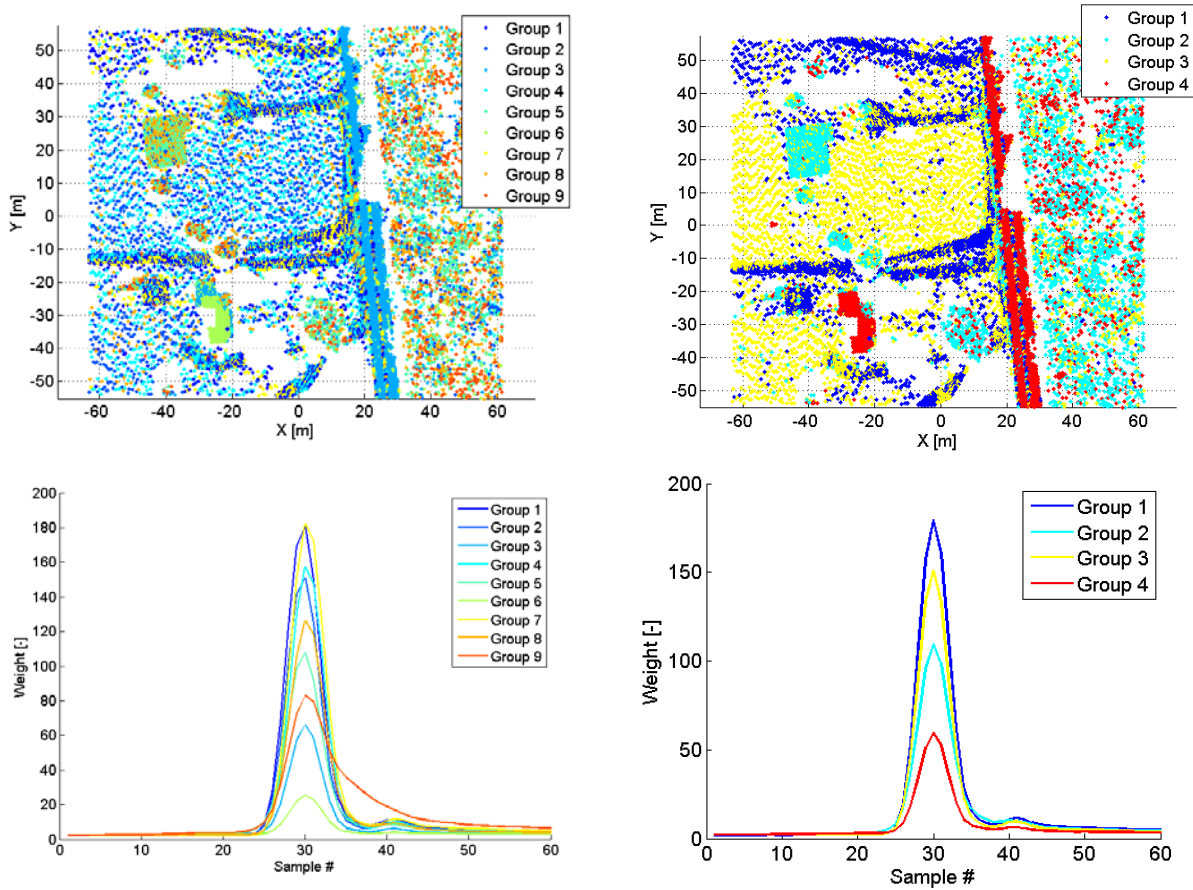 Group 1
Group 2
Group 3
Group 4
Group 5
Group 6
Group 7
Group 8
Group 9
50
40
30
20
10
0
-10
-20
-30
-40
-50
Y [m]
-60 -40 -20 0 20 40 60
X [m]
Group 1
Group 2
Group 3
Group 4
50
40
30
20
10
0
-10
-20
-30
-40
-50
Y [m]
-60 -40 -20 0 20 40 60
X [m]
200
180
160
140
120
100
80
60
40
20
0
Weight [-]
Group 1
Group 2
Group 3
Group 4
Group 5
Group 6
Group 7
Group 8
Group 9
0 10 20 30 40 50 60
Sample #
200
150
100
50
0
Weight [-]
Group 1
Group 2
Group 3
Group 4
0 10 20 30 40 50 60
Sample #